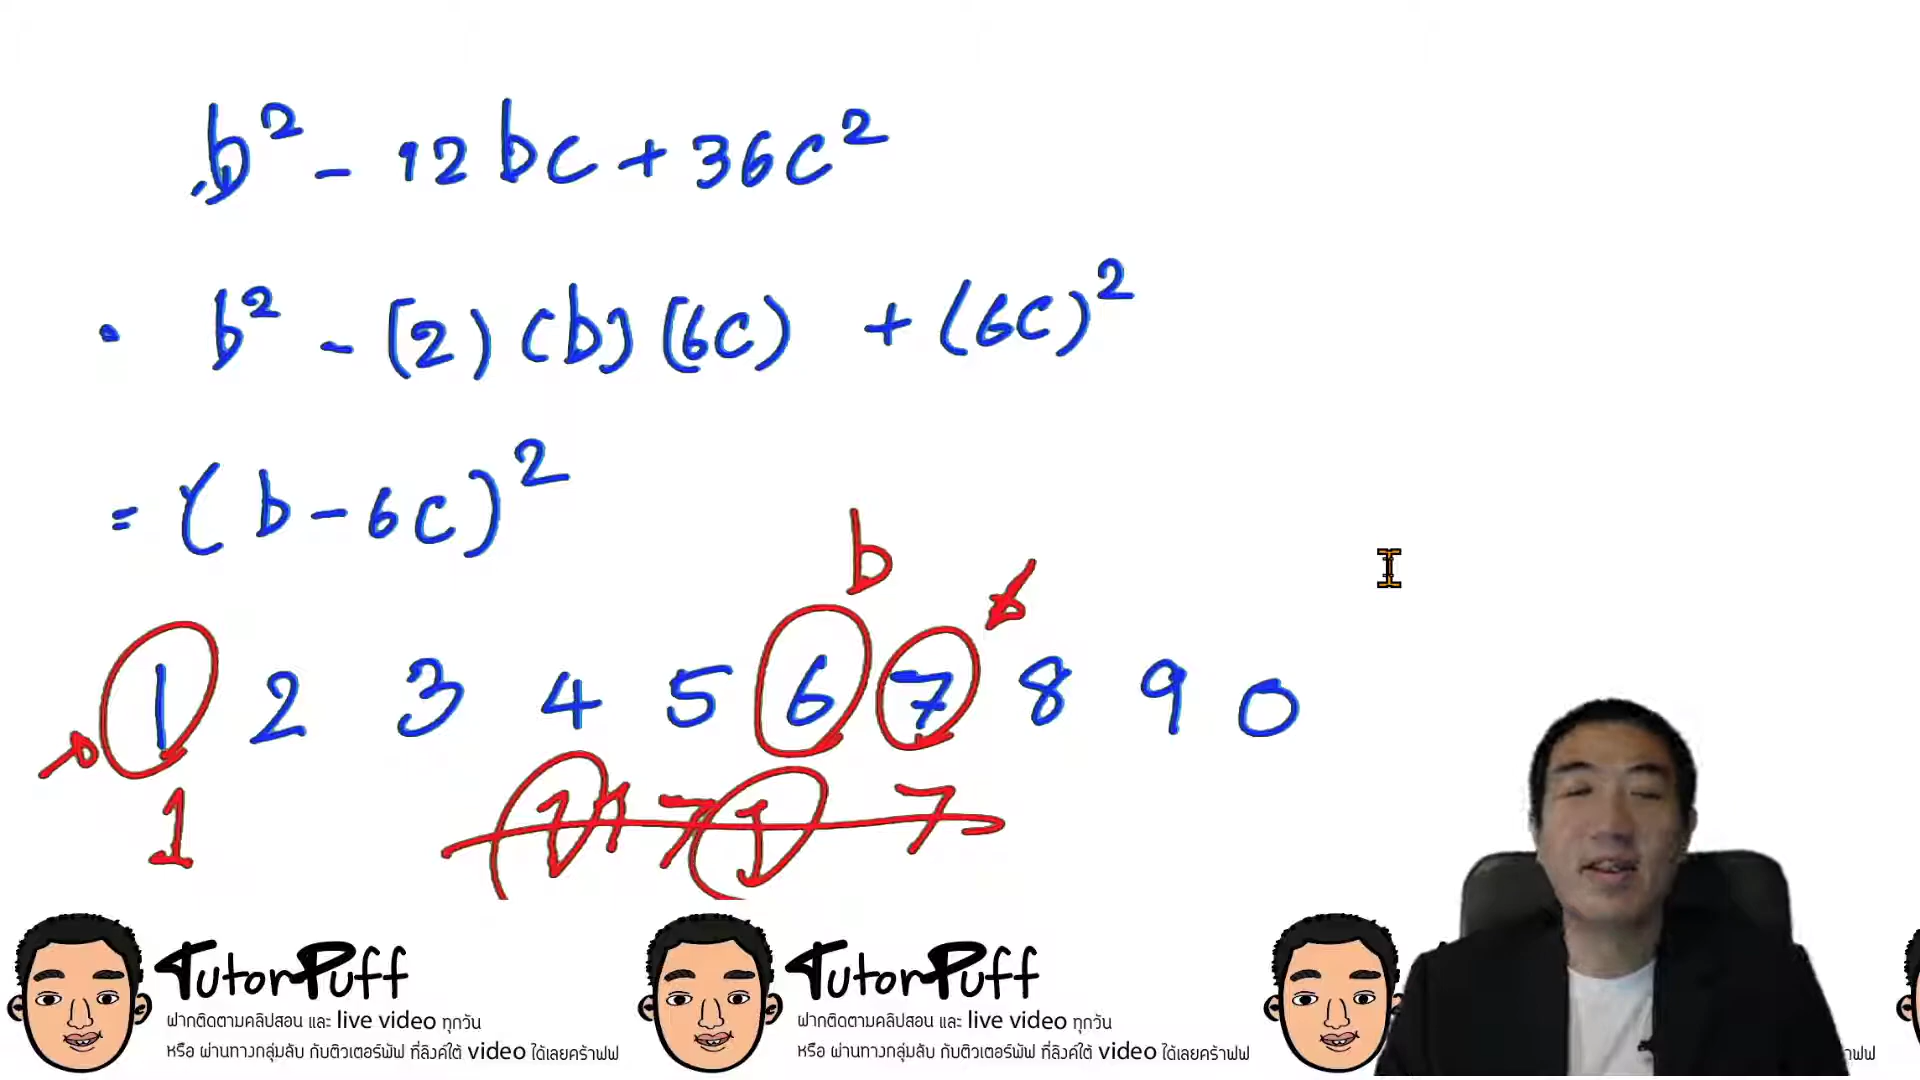 b² - 12bc + 36c²
b² - (2)(b)(6c) + (6c)²
= (b - 6c)²
b
1 2 3 4 5 6 7 8 9 0
1
7
TutorPuff
ฝากติดตามคลิปสอน และ live video ทุกวัน
หรือ ผ่านทางกลุ่มลับ กับติวเตอร์พัฟ ที่ลิงค์ใต้ video ได้เลยคร้าฟฟ
TutorPuff
ฝากติดตามคลิปสอน และ live video ทุกวัน
หรือ ผ่านทางกลุ่มลับ กับติวเตอร์พัฟ ที่ลิงค์ใต้ video ได้เลยคร้าฟฟ